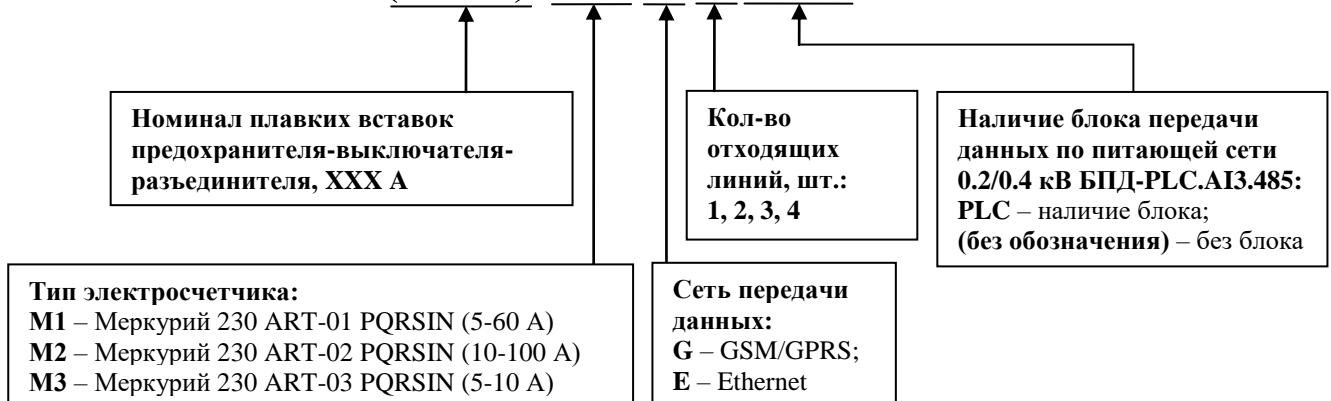 Номинал плавких вставок
предохранителя-выключателя-
разъединителя, ХХХ А
Кол-во
отходящих
линий, шт.:
1, 2, 3, 4
Наличие блока передачи
данных по питающей сети
0.2/0.4 кВ БПД-PLC.AI3.485:
PLC – наличие блока;
(без обозначения) – без блока
Тип электросчетчика:
М1 – Меркурий 230 ART-01 PQRSIN (5-60 А)
М2 – Меркурий 230 ART-02 PQRSIN (10-100 А)
М3 – Меркурий 230 ART-03 PQRSIN (5-10 А)
Сеть передачи
данных:
G – GSM/GPRS;
E – Ethernet